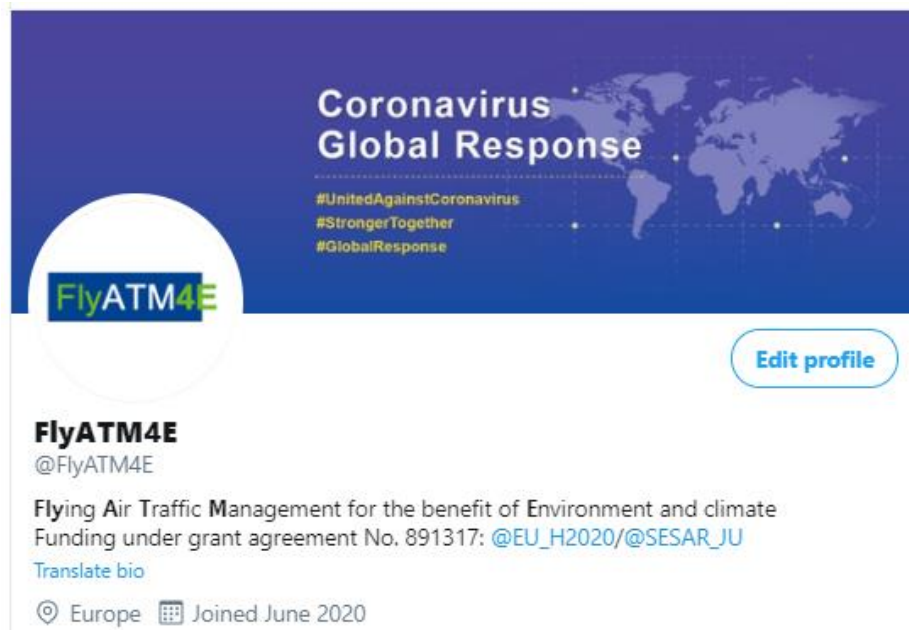 Coronavirus
Global Response
#UnitedAgainstCoronavirus
#StrongerTogether
#GlobalResponse
FlyATM4E
Edit profile
FlyATM4E
@FlyATM4E
Flying Air Traffic Management for the benefit of Environment and climate
Funding under grant agreement No. 891317: @EU_H2020/@SESAR_JU
Translate bio
Europe Joined June 2020